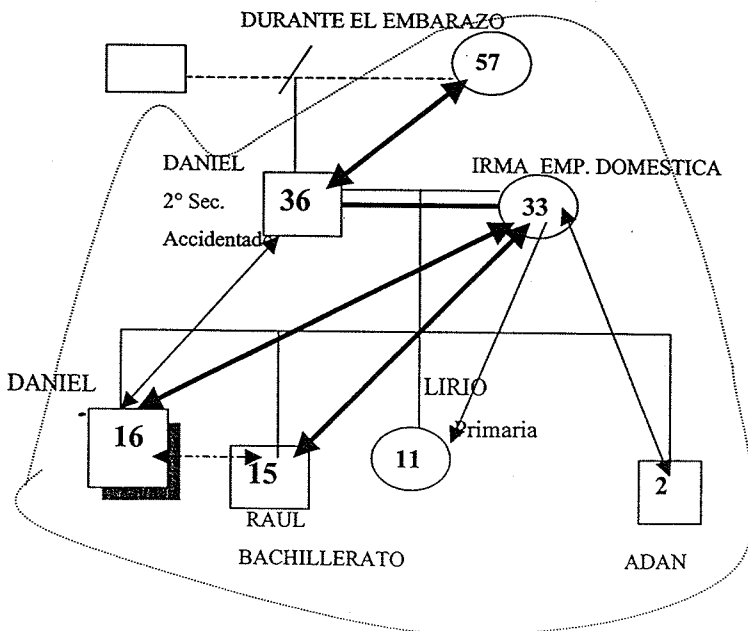 DURANTE EL EMBARAZO
57
DANIEL
2° Sec.
Accidentado
36
IRMA EMP. DOMESTICA
33
DANIEL
16
15
RAUL
BACHILLERATO
LIRIO
Primaria
11
2
ADAN